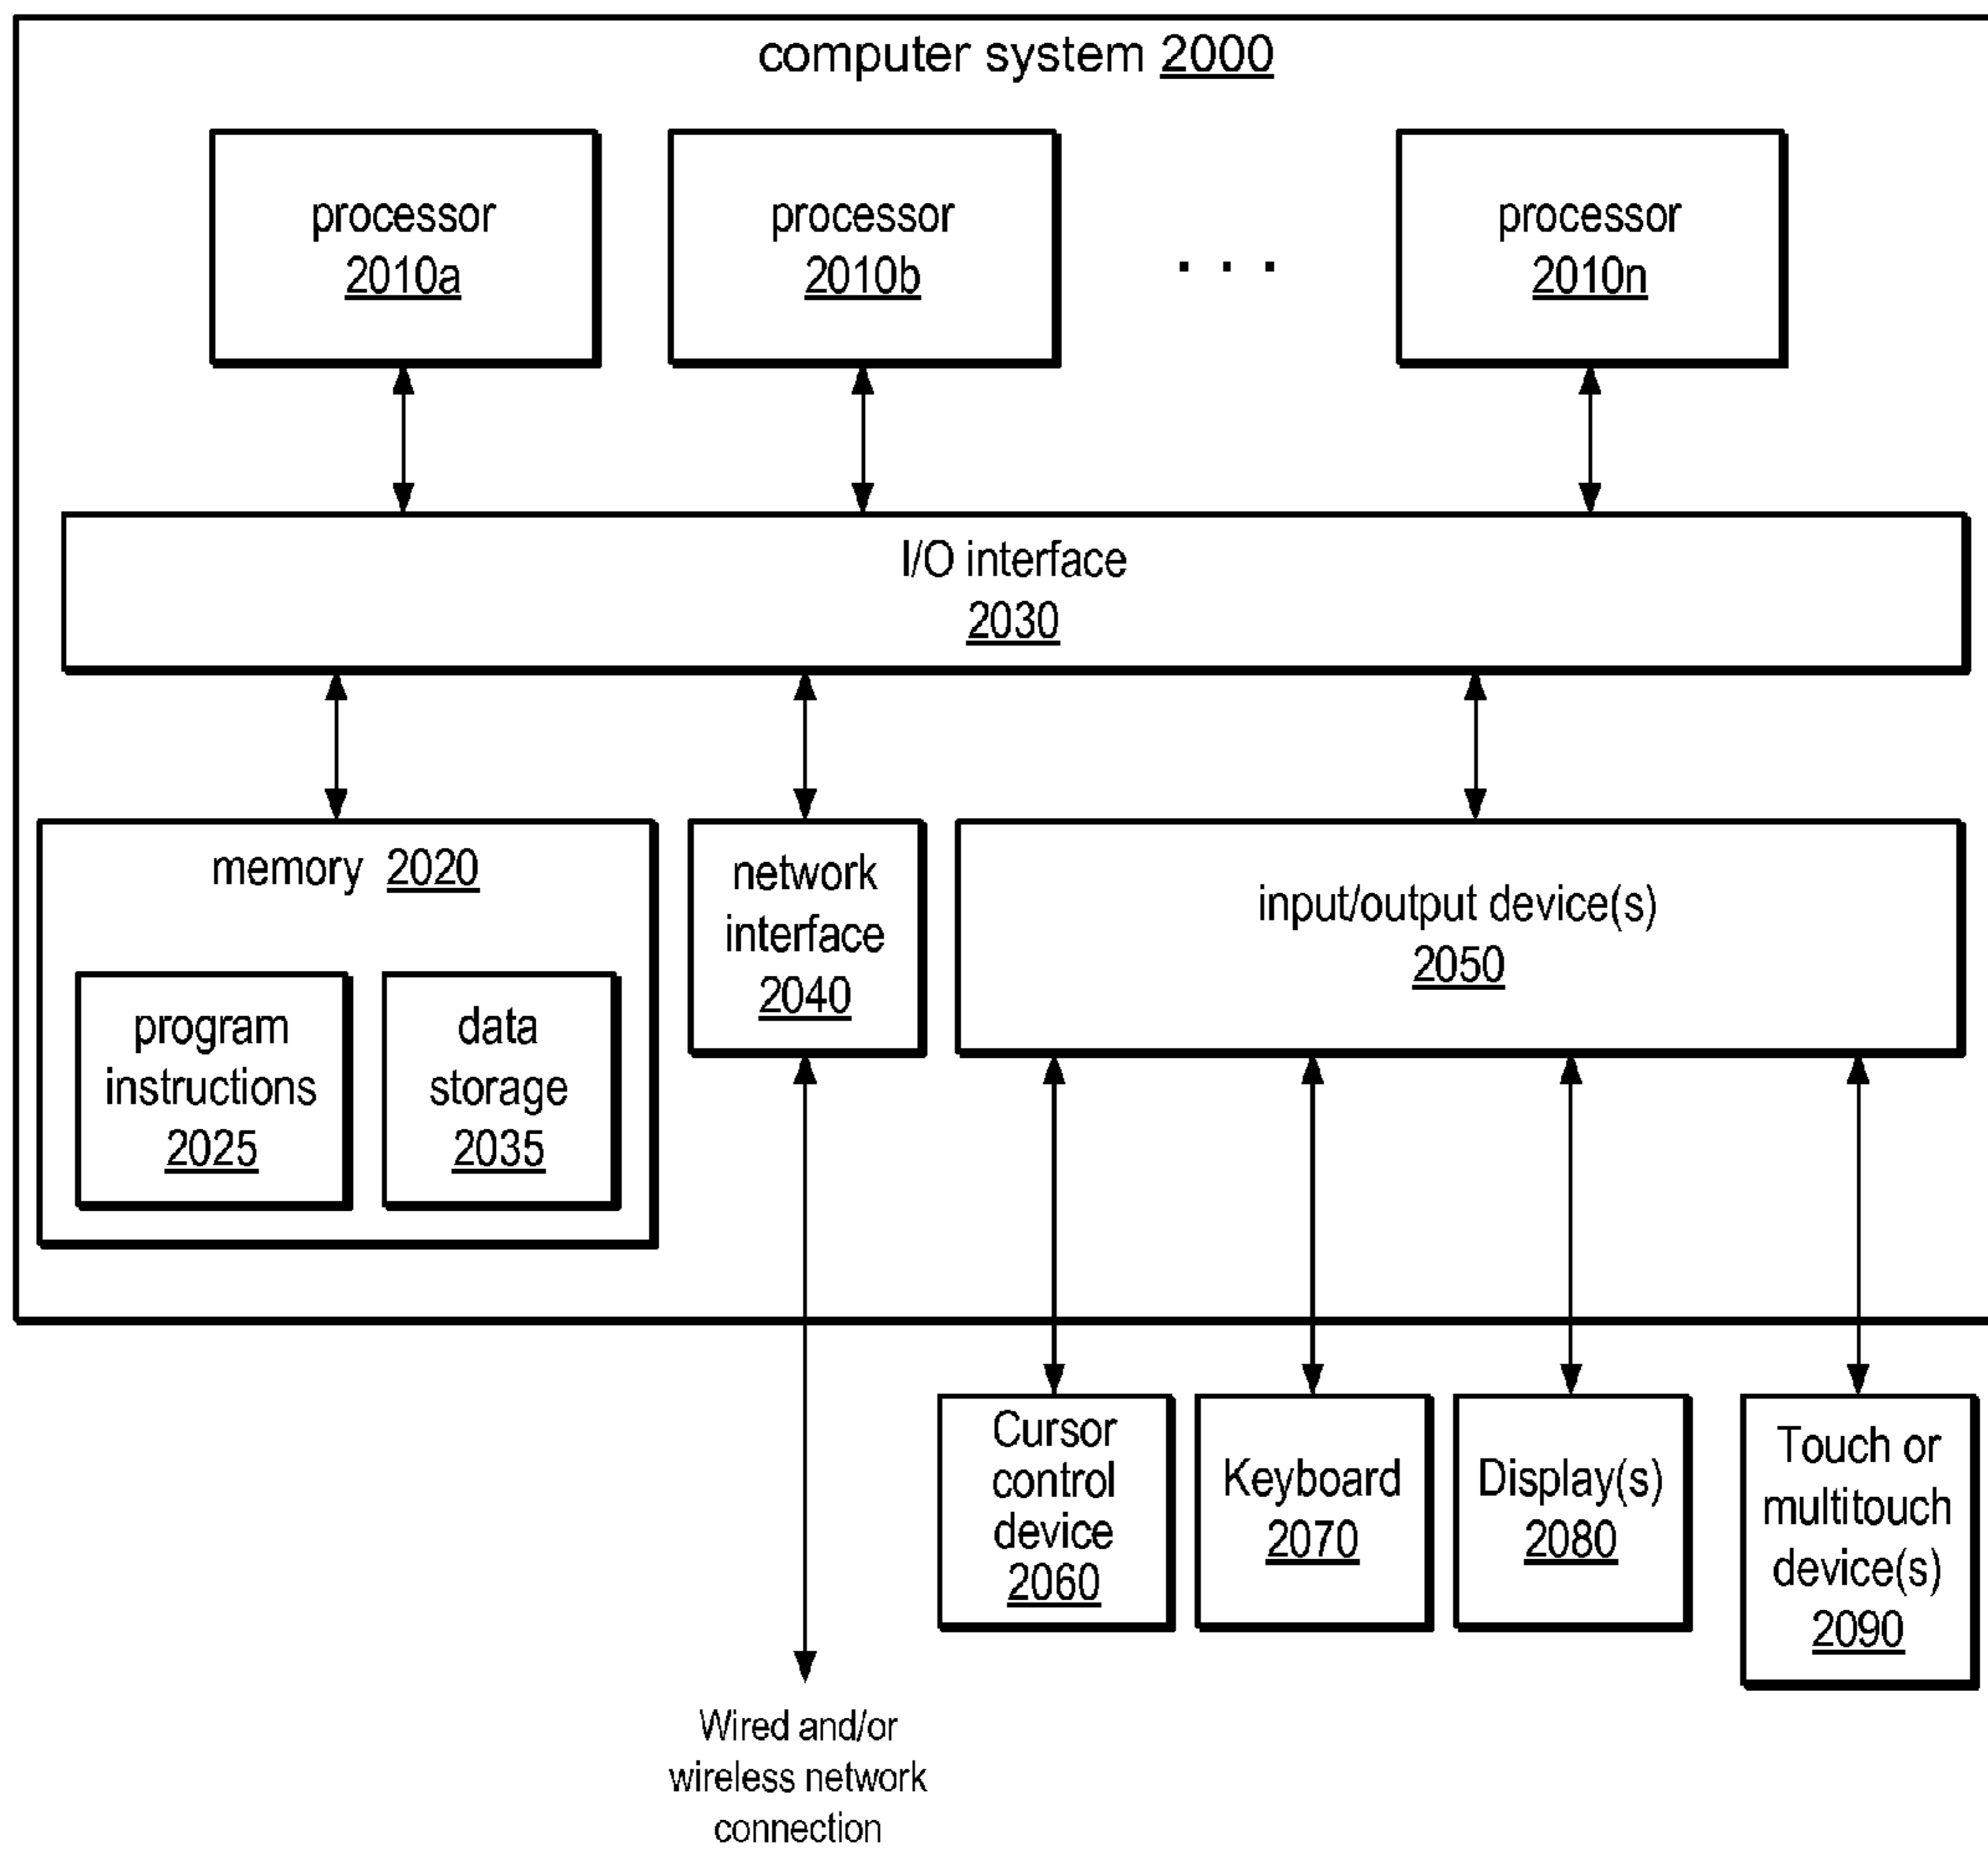 computer system 2000
processor
2010a
processor
2010b
. . .
processor
2010n
I/O interface
2030
memory 2020
program
instructions
2025
data
storage
2035
network
interface
2040
input/output device(s)
2050
Cursor
control
device
2060
Keyboard
2070
Display(s)
2080
Touch or
multitouch
device(s)
2090
Wired and/or
wireless network
connection